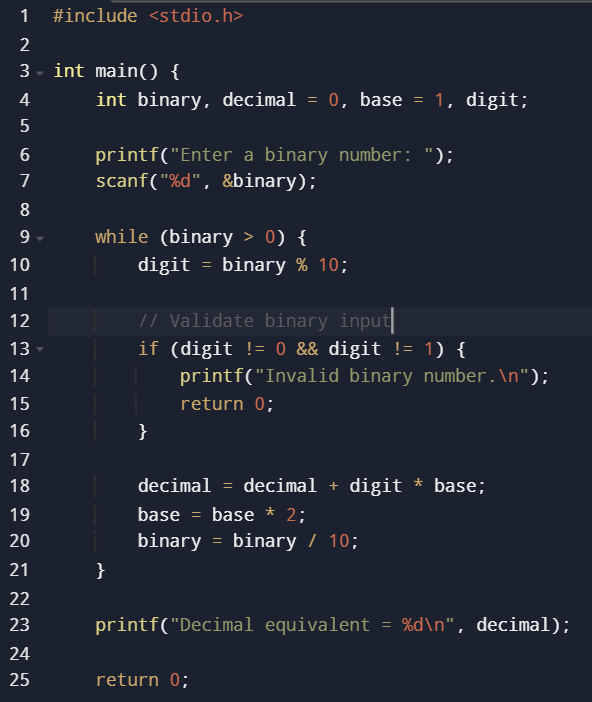 1 #include <stdio.h>
2
3 int main() {
4     int binary, decimal = 0, base = 1, digit;
5
6     printf("Enter a binary number: ");
7     scanf("%d", &binary);
8
9     while (binary > 0) {
10         digit = binary % 10;
11
12         // Validate binary input
13         if (digit != 0 && digit != 1) {
14             printf("Invalid binary number.\n");
15             return 0;
16         }
17
18         decimal = decimal + digit * base;
19         base = base * 2;
20         binary = binary / 10;
21     }
22
23     printf("Decimal equivalent = %d\n", decimal);
24
25     return 0;